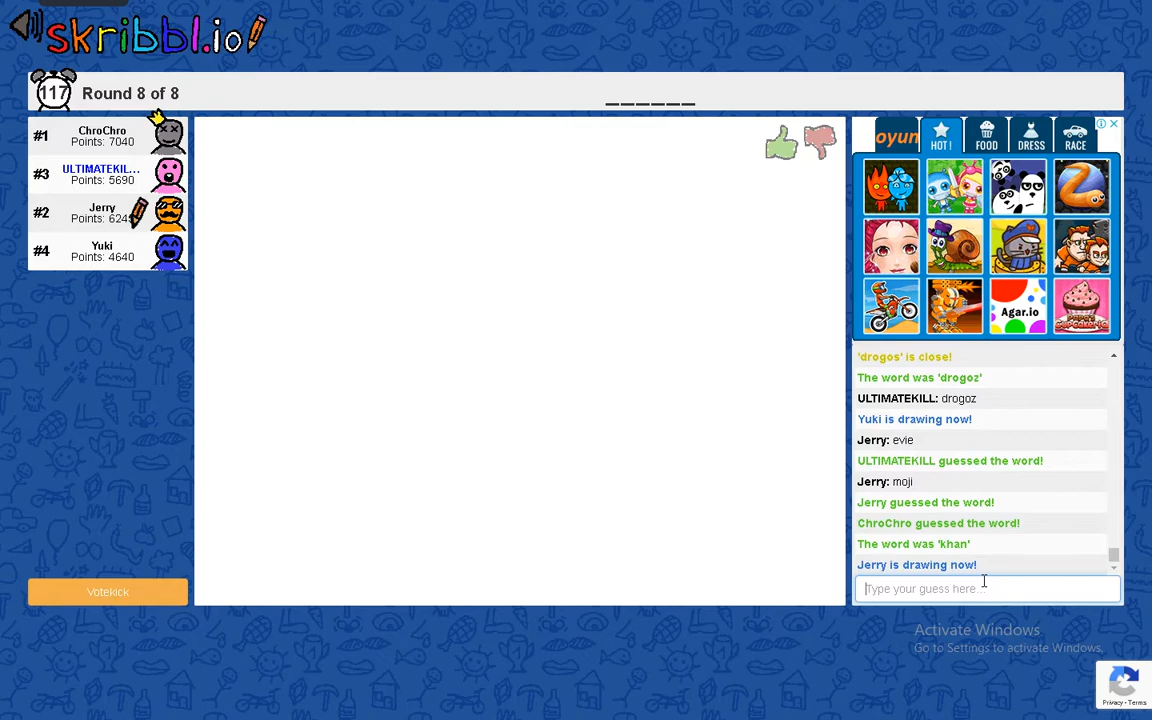 skribbl.io!
117
Round 8 of 8
______
#1
ChroChro
Points: 7040
#3
ULTIMATEKIL...
Points: 5690
#2
Jerry
Points: 624
#4
Yuki
Points: 4640
Votekick
oyun
HOT!
FOOD
DRESS
RACE
Agar.io
'drogos' is close!
The word was 'drogoz'
ULTIMATEKILL: drogoz
Yuki is drawing now!
Jerry: evie
ULTIMATEKILL guessed the word!
Jerry: moji
Jerry guessed the word!
ChroChro guessed the word!
The word was 'khan'
Jerry is drawing now!
Type your guess here...
Activate Windows
Go to Settings to activate Windows.
Privacy - Terms